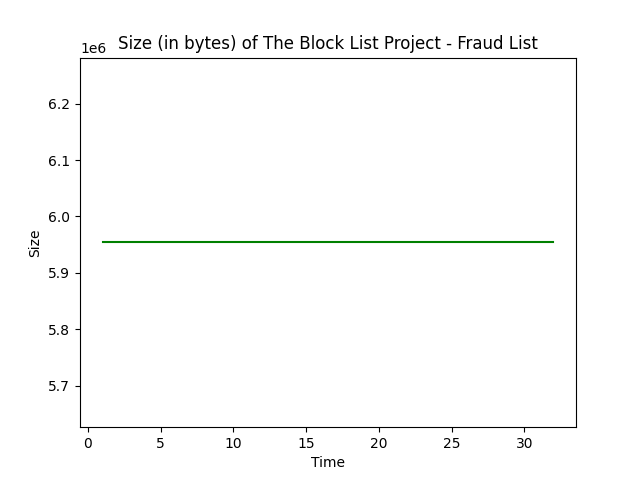 Size (in bytes) of The Block List Project - Fraud List
1e6
6.2
6.1
6.0
5.9
5.8
5.7
Size
0 5 10 15 20 25 30
Time